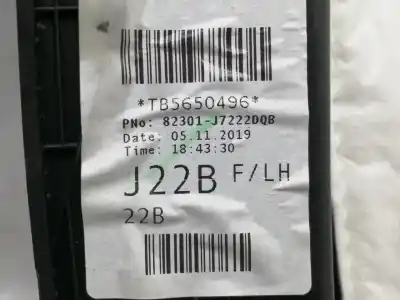 *TB5650496*
PNo: 82301-J7222DQB
Date: 05.11.2019
Time: 18:43:30
J22B F/LH
22B